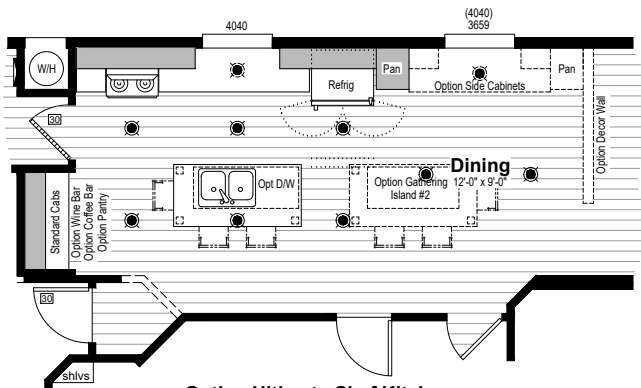 4040
(4040)
3659
W/H
Refrig
Pan
Option Side Cabinets
Pan
Option Decor Wall
30
Dining
12'-0" x 9'-0"
Opt D/W
Option Gathering
Island #2
Standard Cabs
Option Wine Bar
Option Coffee Bar
Option Pantry
30
shlvs